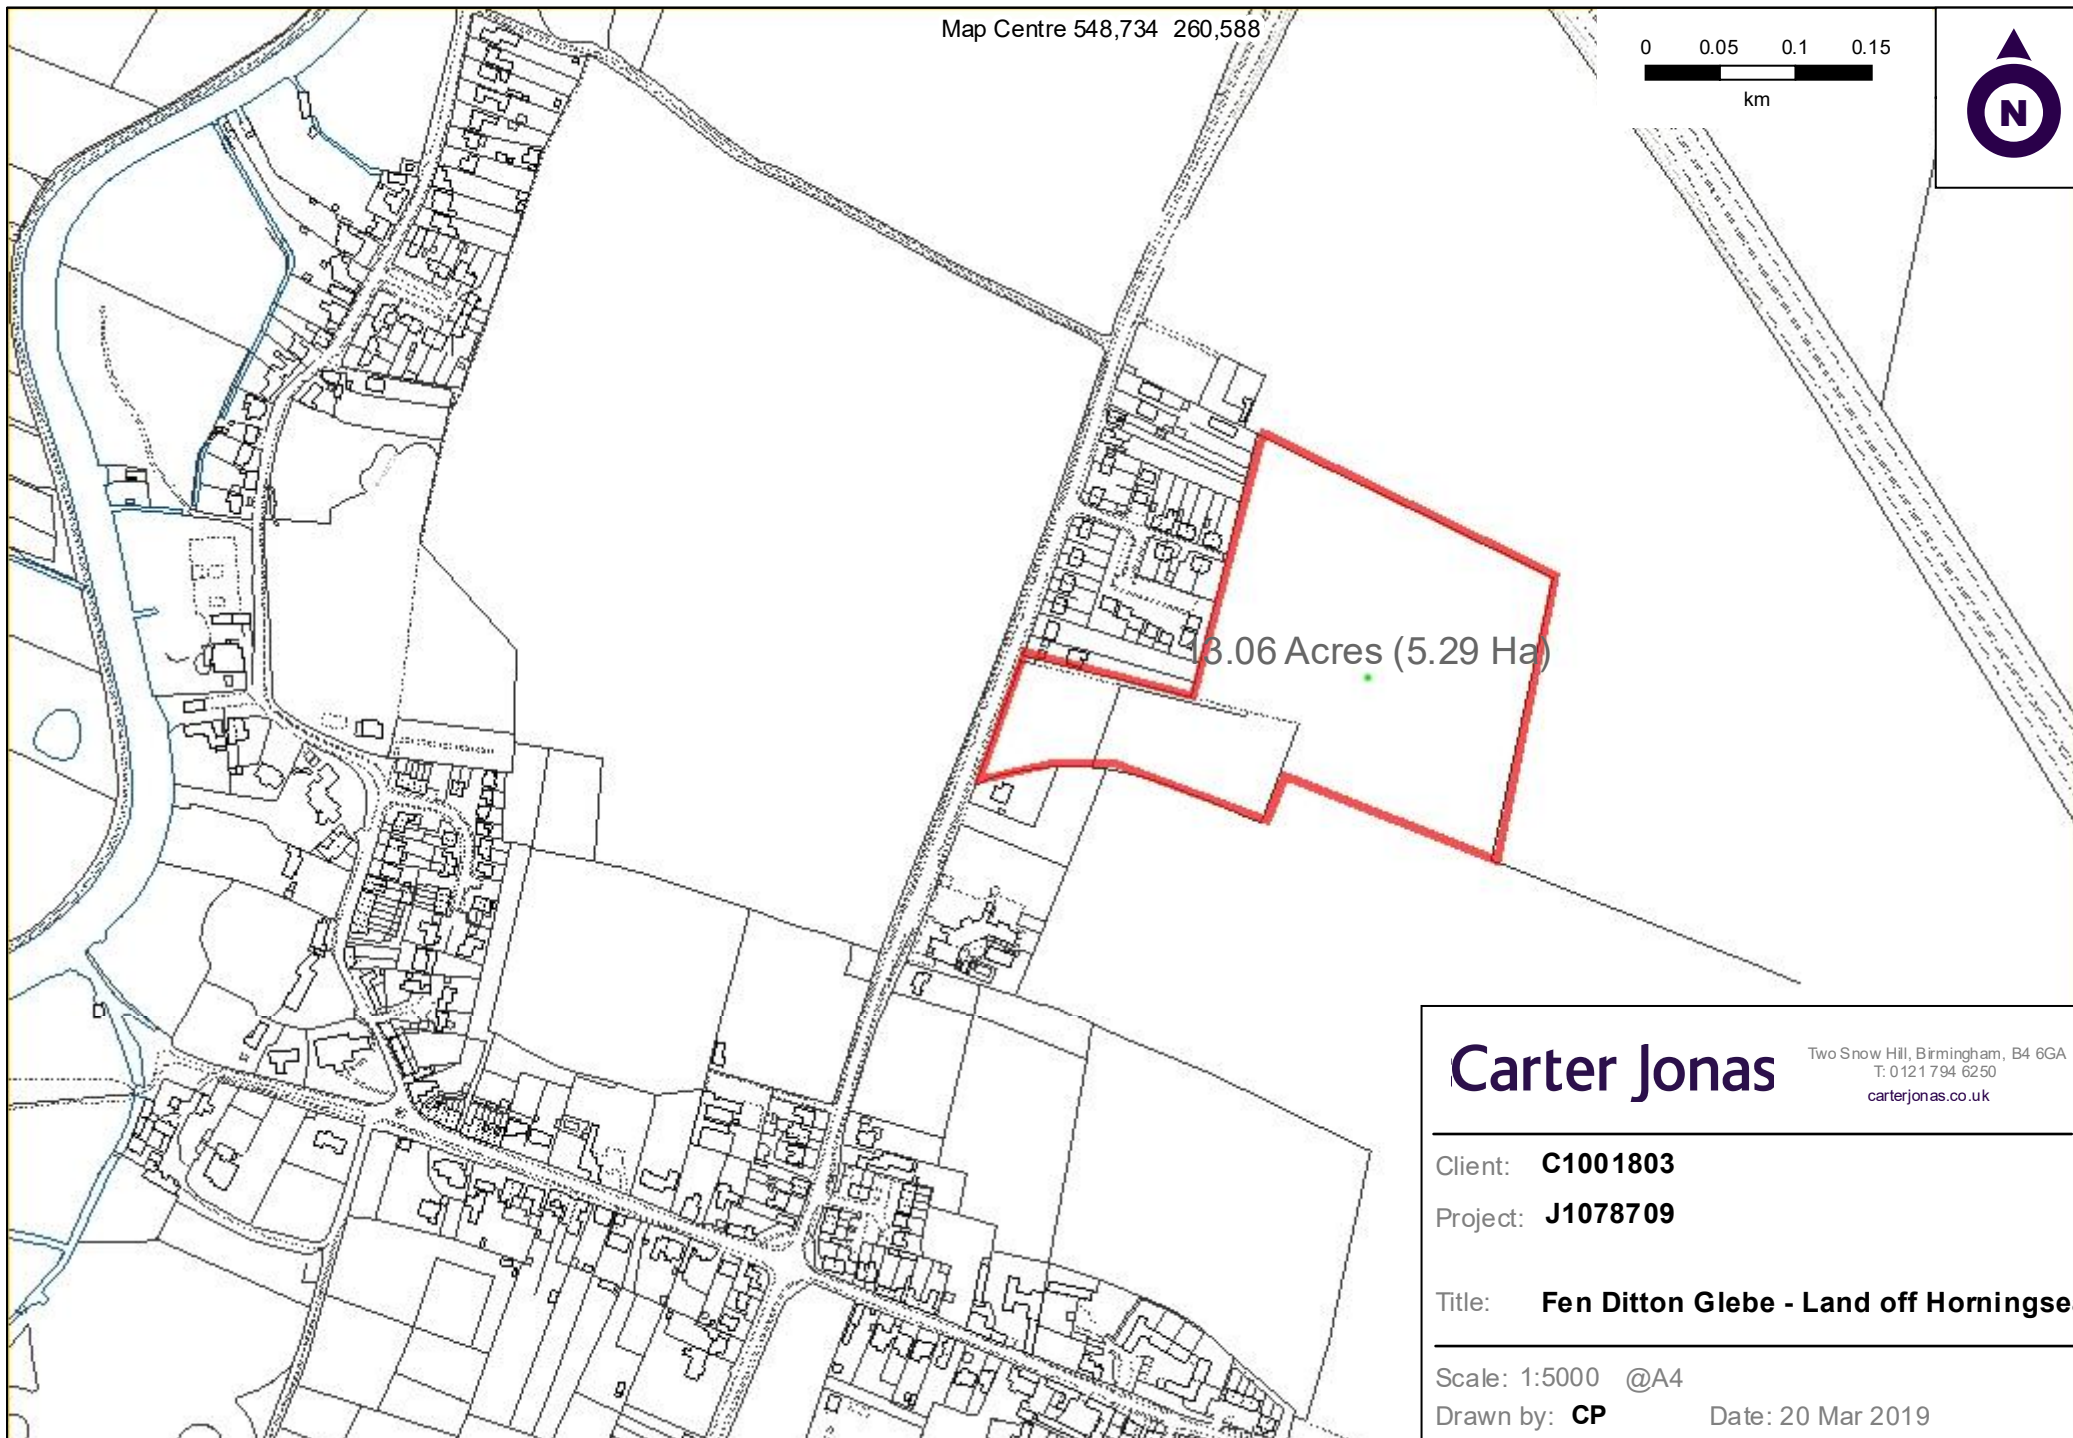 Map Centre 548,734 260,588
0 0.05 0.1 0.15
km
N
13.06 Acres (5.29 Ha)
Carter Jonas
Two Snow Hill, Birmingham, B4 6GA
T: 0121 794 6250
carterjonas.co.uk
Client: C1001803
Project: J1078709
Title: Fen Ditton Glebe - Land off Horningse
Scale: 1:5000 @A4
Drawn by: CP Date: 20 Mar 2019